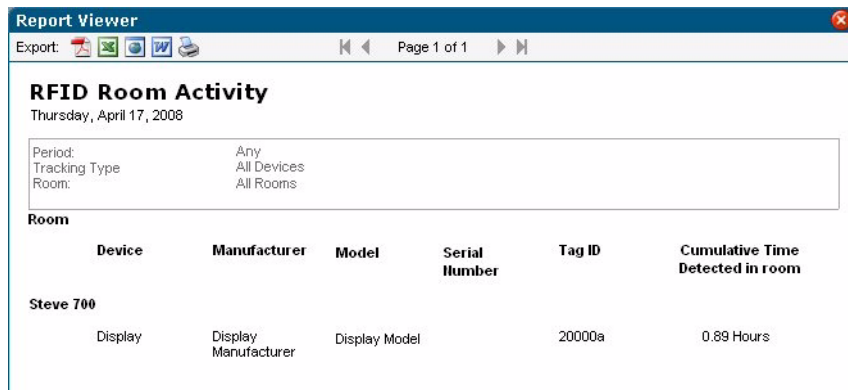 Report Viewer
Export: Page 1 of 1
RFID Room Activity
Thursday, April 17, 2008
Period: Any
Tracking Type All Devices
Room: All Rooms
Room
Device Manufacturer Model Serial Number Tag ID Cumulative Time Detected in room
Steve 700
Display Display Manufacturer Display Model 20000a 0.89 Hours